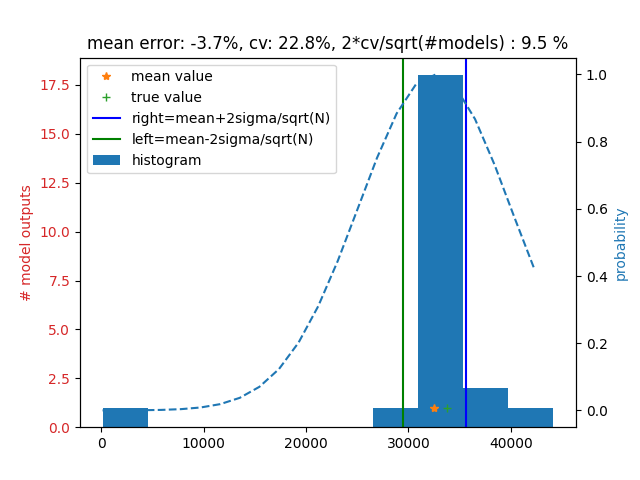 mean error: -3.7%, cv: 22.8%, 2*cv/sqrt(#models) : 9.5 %
mean value
true value
right=mean+2sigma/sqrt(N)
left=mean-2sigma/sqrt(N)
histogram
# model outputs
17.5
15.0
12.5
10.0
7.5
5.0
2.5
0.0
1.0
0.8
0.6
0.4
0.2
0.0
probability
0
10000
20000
30000
40000